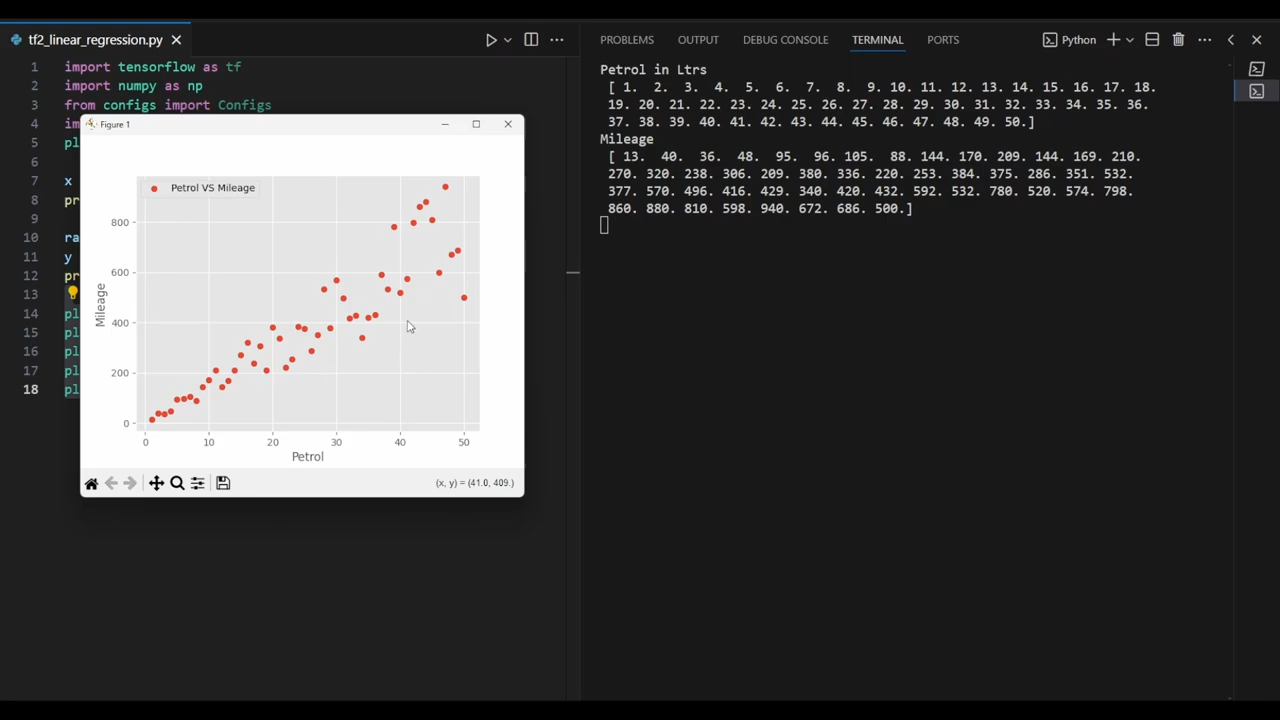 tf2_linear_regression.py
PROBLEMS OUTPUT DEBUG CONSOLE TERMINAL PORTS
Python
1 import tensorflow as tf
2 import numpy as np
3 from configs import Configs
4 im
5 pl
6
7 x
8 pr
9
10 ra
11 y
12 pr
13
14 pl
15 pl
16 pl
17 pl
18 pl
Figure 1
Petrol VS Mileage
800
600
400
200
0
Mileage
0 10 20 30 40 50
Petrol
(x, y) = (41.0, 409.)
Petrol in Ltrs
[ 1. 2. 3. 4. 5. 6. 7. 8. 9. 10. 11. 12. 13. 14. 15. 16. 17. 18.
19. 20. 21. 22. 23. 24. 25. 26. 27. 28. 29. 30. 31. 32. 33. 34. 35. 36.
37. 38. 39. 40. 41. 42. 43. 44. 45. 46. 47. 48. 49. 50.]
Mileage
[ 13. 40. 36. 48. 95. 96. 105. 88. 144. 170. 209. 144. 169. 210.
270. 320. 238. 306. 209. 380. 336. 220. 253. 384. 375. 286. 351. 532.
377. 570. 496. 416. 429. 340. 420. 432. 592. 532. 780. 520. 574. 798.
860. 880. 810. 598. 940. 672. 686. 500.]